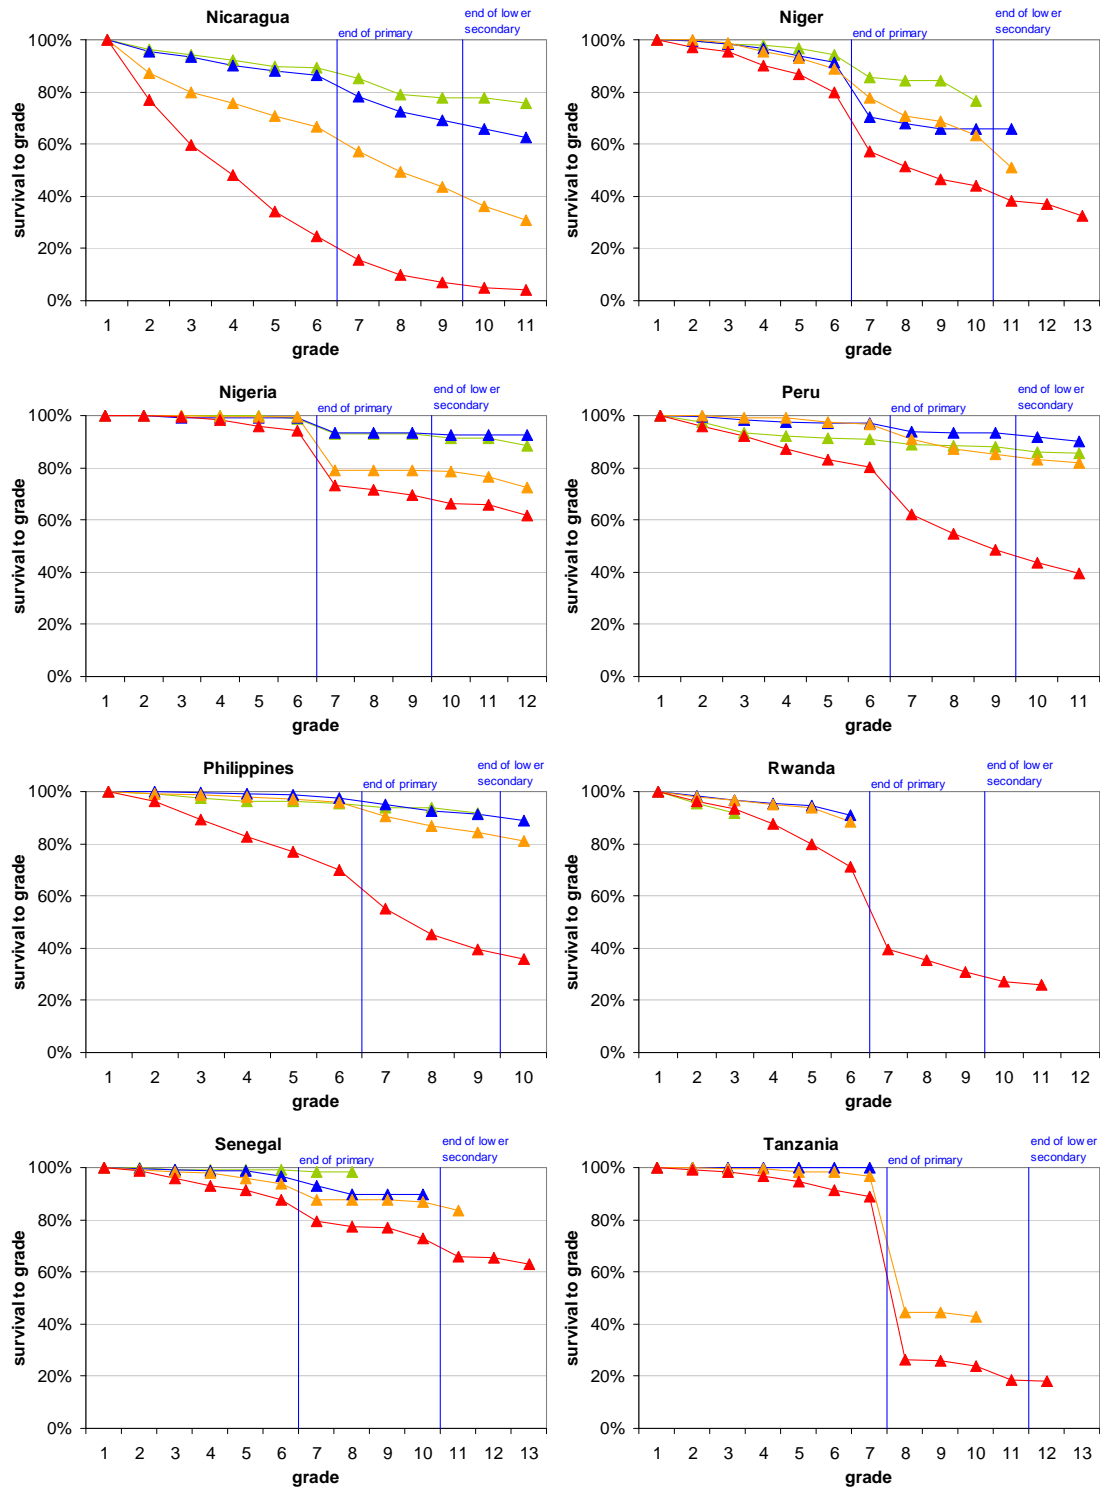 Nicaragua
end of lower
secondary
end of primary
survival to grade
100%
80%
60%
40%
20%
0%
1 2 3 4 5 6 7 8 9 10 11
grade
Niger
end of lower
secondary
end of primary
survival to grade
100%
80%
60%
40%
20%
0%
1 2 3 4 5 6 7 8 9 10 11 12 13
grade
Nigeria
end of lower
secondary
end of primary
survival to grade
100%
80%
60%
40%
20%
0%
1 2 3 4 5 6 7 8 9 10 11 12
grade
Peru
end of lower
secondary
end of primary
survival to grade
100%
80%
60%
40%
20%
0%
1 2 3 4 5 6 7 8 9 10 11
grade
Philippines
end of lower
secondary
end of primary
survival to grade
100%
80%
60%
40%
20%
0%
1 2 3 4 5 6 7 8 9 10
grade
Rwanda
end of lower
secondary
end of primary
survival to grade
100%
80%
60%
40%
20%
0%
1 2 3 4 5 6 7 8 9 10 11 12
grade
Senegal
end of lower
secondary
end of primary
survival to grade
100%
80%
60%
40%
20%
0%
1 2 3 4 5 6 7 8 9 10 11 12 13
grade
Tanzania
end of lower
secondary
end of primary
survival to grade
100%
80%
60%
40%
20%
0%
1 2 3 4 5 6 7 8 9 10 11 12 13
grade